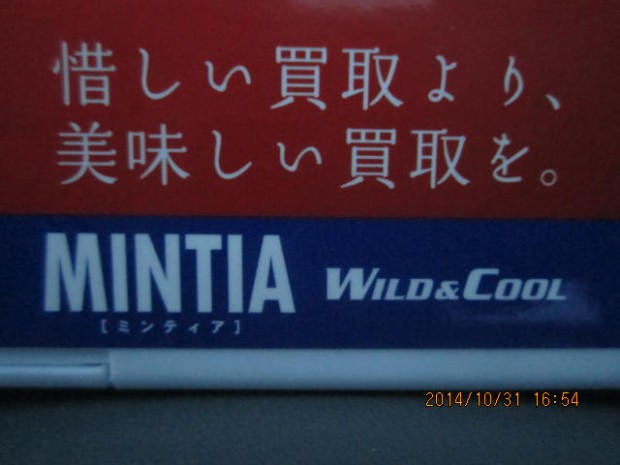 惜しい買取より、
美味しい買取を。
MINTIA WILD&COOL
[ミンティア]
2014/10/31 16:54